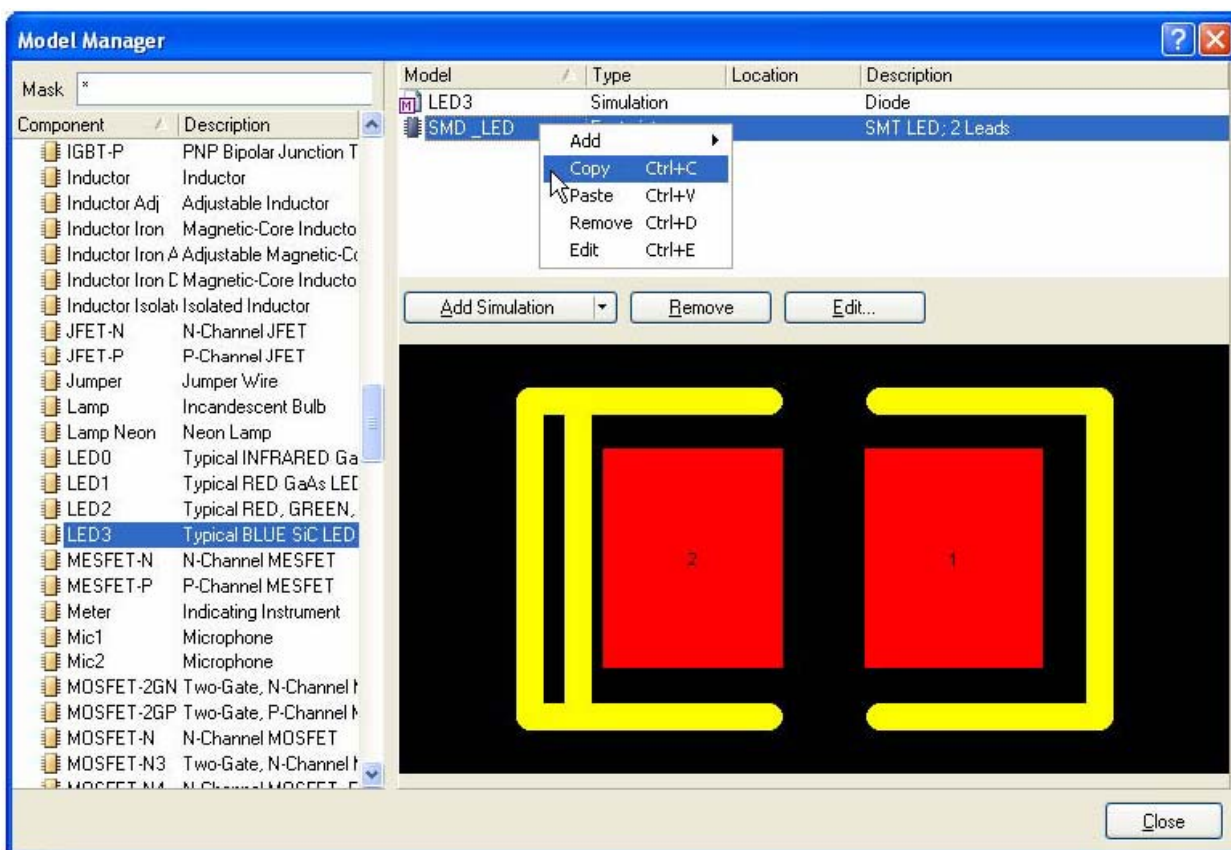 Model Manager
Mask *
Component Description
IGBT-P PNP Bipolar Junction T
Inductor Inductor
Inductor Adj Adjustable Inductor
Inductor Iron Magnetic-Core Inducto
Inductor Iron A Adjustable Magnetic-Co
Inductor Iron D Magnetic-Core Inducto
Inductor Isolat Isolated Inductor
JFET-N N-Channel JFET
JFET-P P-Channel JFET
Jumper Jumper Wire
Lamp Incandescent Bulb
Lamp Neon Neon Lamp
LED0 Typical INFRARED Ga
LED1 Typical RED GaAs LED
LED2 Typical RED, GREEN,
LED3 Typical BLUE SiC LED
MESFET-N N-Channel MESFET
MESFET-P P-Channel MESFET
Meter Indicating Instrument
Mic1 Microphone
Mic2 Microphone
MOSFET-2GN Two-Gate, N-Channel
MOSFET-2GP Two-Gate, P-Channel
MOSFET-N N-Channel MOSFET
MOSFET-N3 Two-Gate, N-Channel
Model Type Location Description
LED3 Simulation Diode
SMD _LED SMT LED; 2 Leads
Add
Copy Ctrl+C
Paste Ctrl+V
Remove Ctrl+D
Edit Ctrl+E
Add Simulation Remove Edit...
2 1
Close